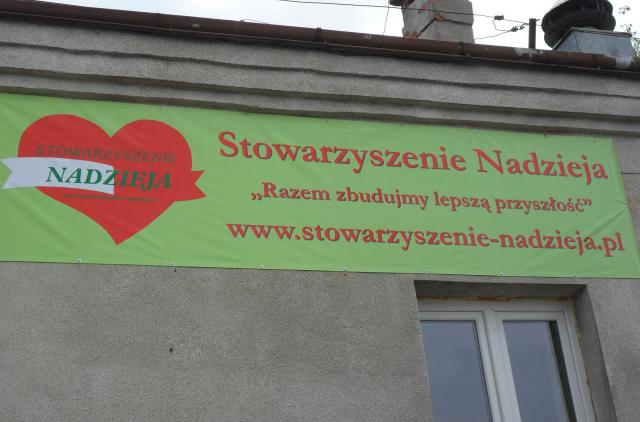 STOWARZYSZENIE
NADZIEJA
Stowarzyszenie Nadzieja
„Razem zbudujmy lepszą przyszłość”
www.stowarzyszenie-nadzieja.pl